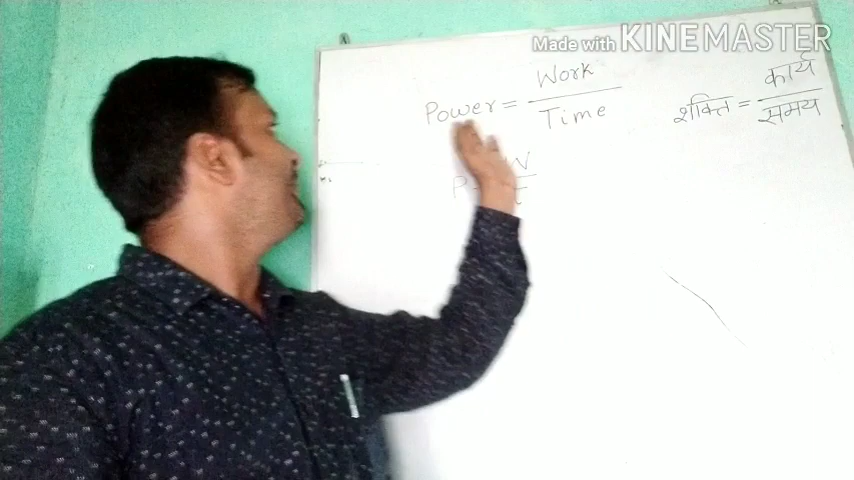 Made with KINEMASTER
Power = Work / Time
शक्ति = कार्य / समय
P = W / t